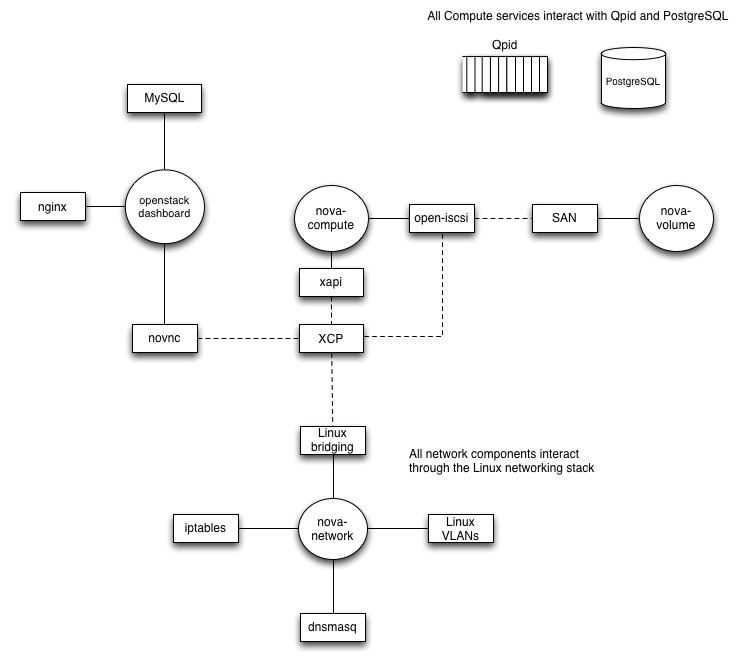 All Compute services interact with Qpid and PostgreSQL
Qpid
PostgreSQL
MySQL
nginx
openstack
dashboard
nova-
compute
open-iscsi
SAN
nova-
volume
xapi
novnc
XCP
Linux
bridging
All network components interact
through the Linux networking stack
iptables
nova-
network
Linux
VLANs
dnsmasq